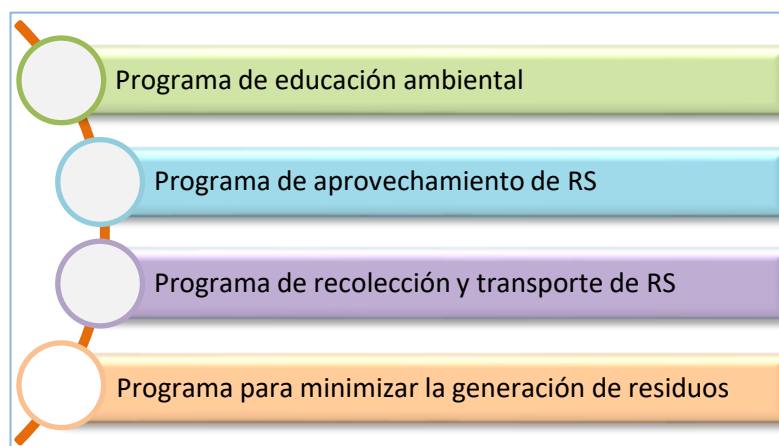 Programa de educación ambiental
Programa de aprovechamiento de RS
Programa de recolección y transporte de RS
Programa para minimizar la generación de residuos